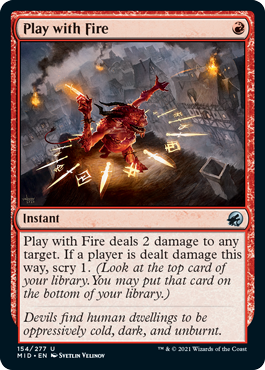 Play with Fire
Instant
Play with Fire deals 2 damage to any
target. If a player is dealt damage this
way, scry 1. (Look at the top card of
your library. You may put that card on
the bottom of your library.)
Devils find human dwellings to be
oppressively cold, dark, and unburnt.
154/277 U
MID • EN SVETLIN VELINOV
™ & © 2021 Wizards of the Coast